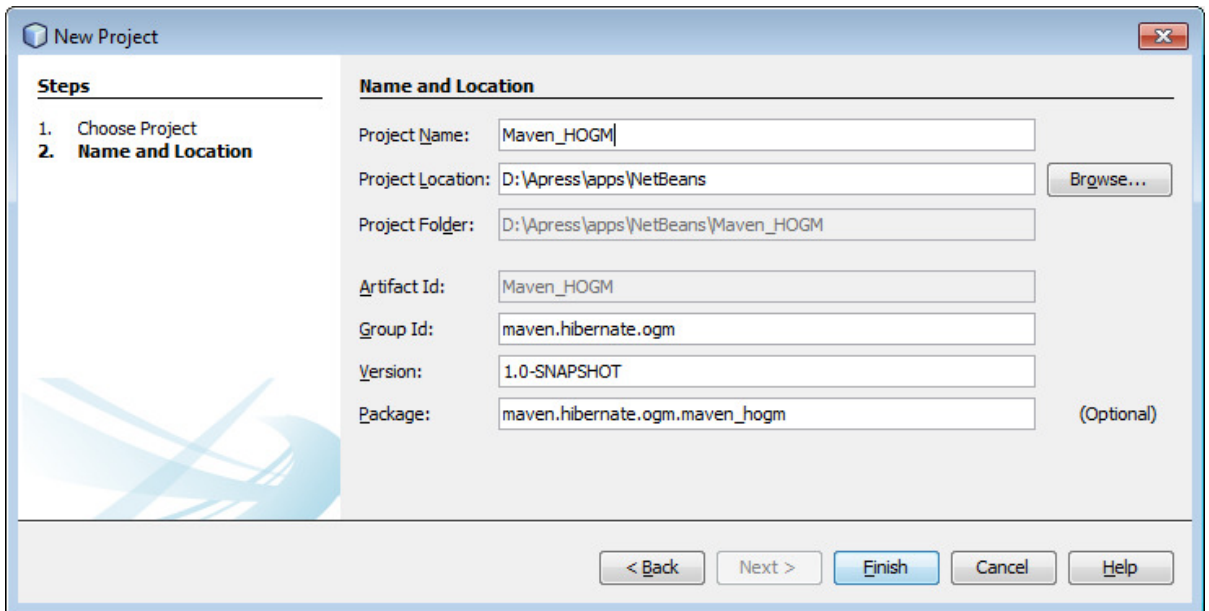 New Project
Steps
1. Choose Project
2. Name and Location
Name and Location
Project Name: Maven_HOGM
Project Location: D:\Apress\apps\NetBeans Browse...
Project Folder: D:\Apress\apps\NetBeans\Maven_HOGM
Artifact Id: Maven_HOGM
Group Id: maven.hibernate.ogm
Version: 1.0-SNAPSHOT
Package: maven.hibernate.ogm.maven_hogm (Optional)
< Back Next > Finish Cancel Help